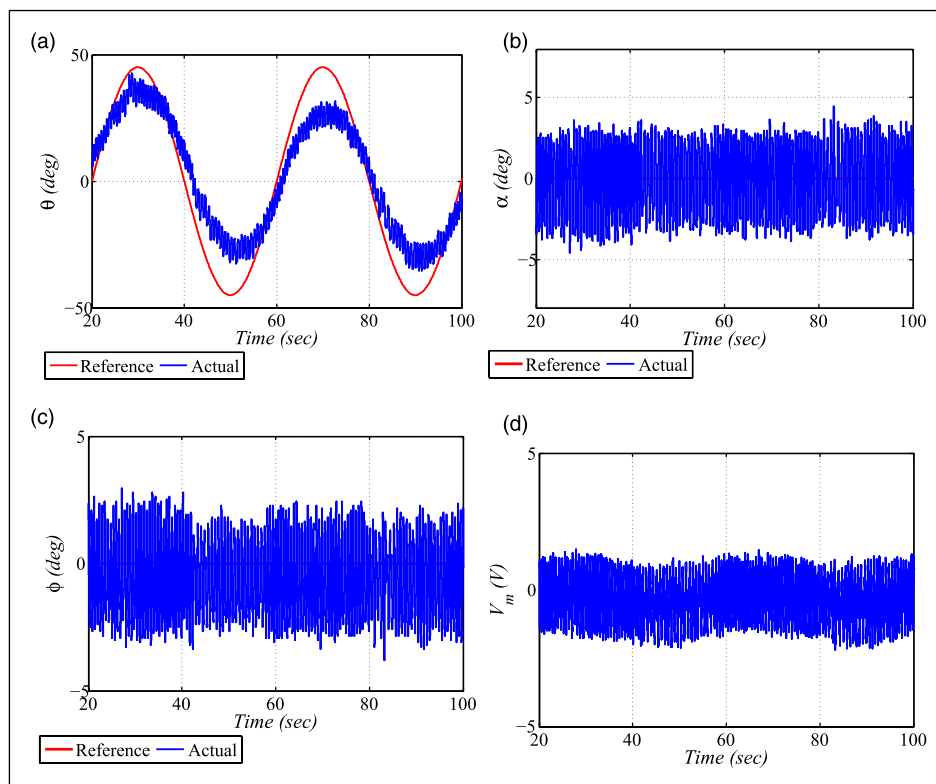 (a)
50
θ (deg)
0
−50
20 40 60 80 100
Time (sec)
Reference Actual
(b)
5
α (deg)
0
−5
20 40 60 80 100
Time (sec)
Reference Actual
(c)
5
ϕ (deg)
0
−5
20 40 60 80 100
Time (sec)
Reference Actual
(d)
5
V_m (V)
0
−5
20 40 60 80 100
Time (sec)